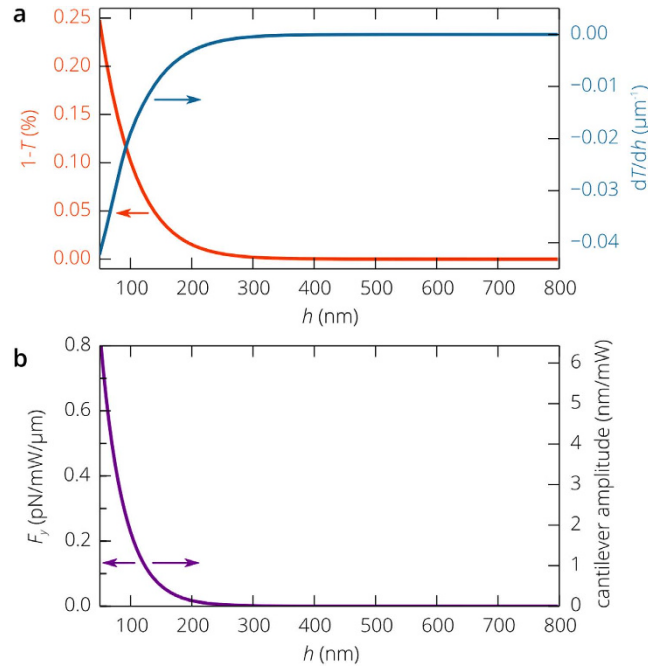 a
0.25
0.20
0.15
0.10
0.05
0.00
1-T (%)
0.00
−0.01
−0.02
−0.03
−0.04
dT/dh (μm⁻¹)
100 200 300 400 500 600 700 800
h (nm)
b
0.8
0.6
0.4
0.2
0.0
F_y (pN/mW/μm)
6
5
4
3
2
1
0
cantilever amplitude (nm/mW)
100 200 300 400 500 600 700 800
h (nm)